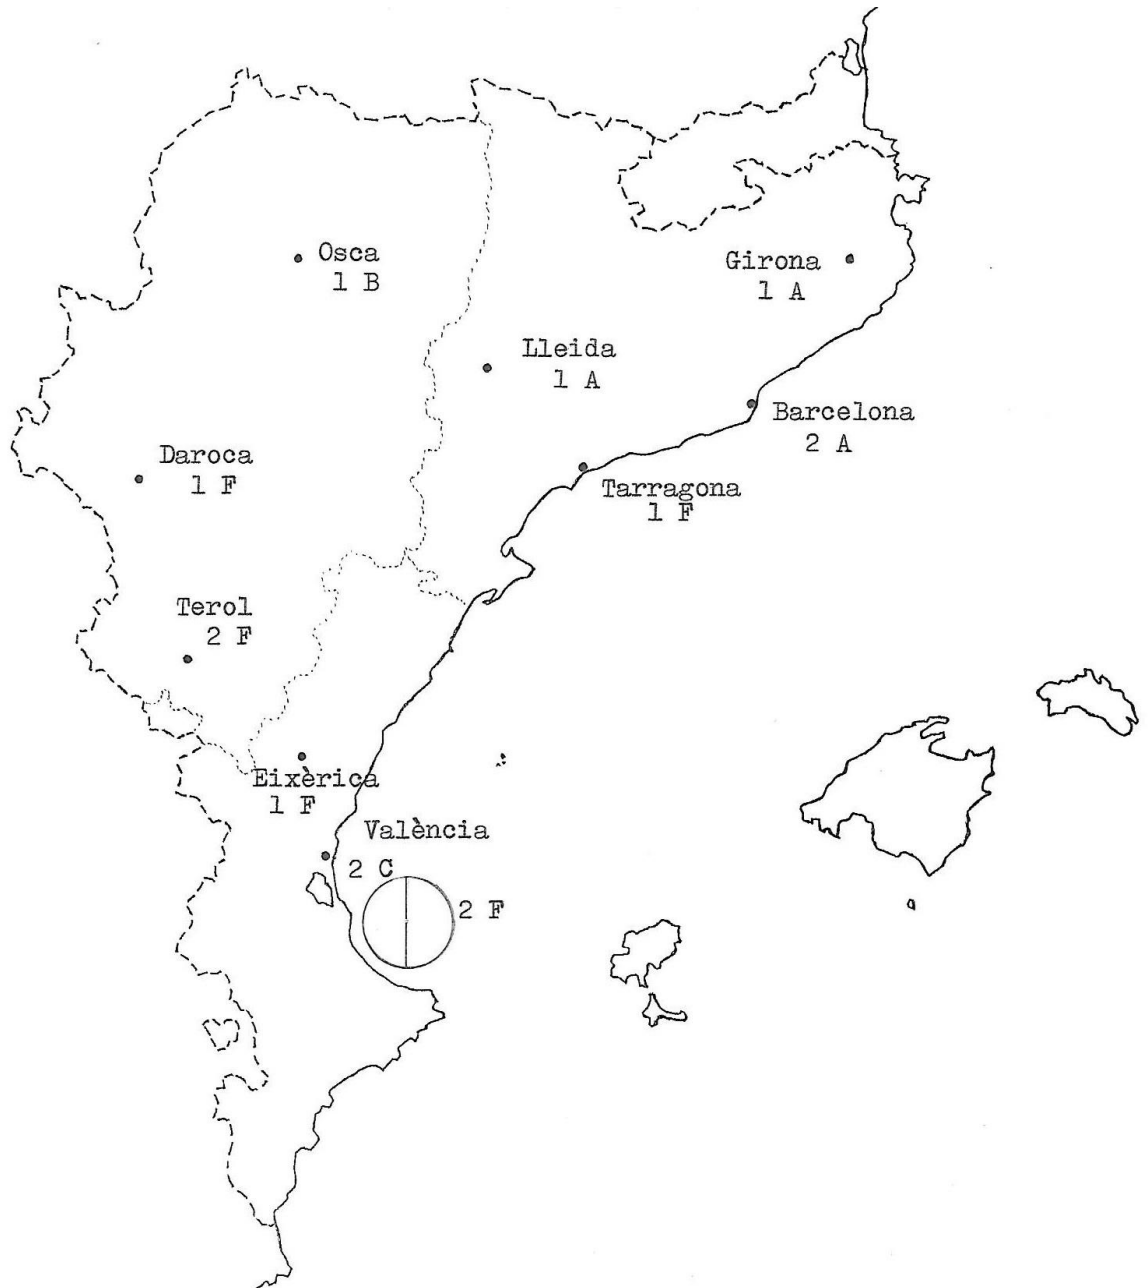 Osca
1 B
Girona
1 A
Lleida
1 A
Barcelona
2 A
Daroca
1 F
Tarragona
1 F
Terol
2 F
Eixèrica
1 F
València
2 C
2 F